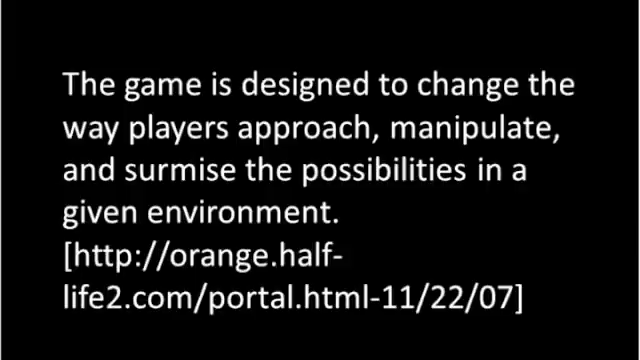 The game is designed to change the
way players approach, manipulate,
and surmise the possibilities in a
given environment.
[http://orange.half-
life2.com/portal.html-11/22/07]